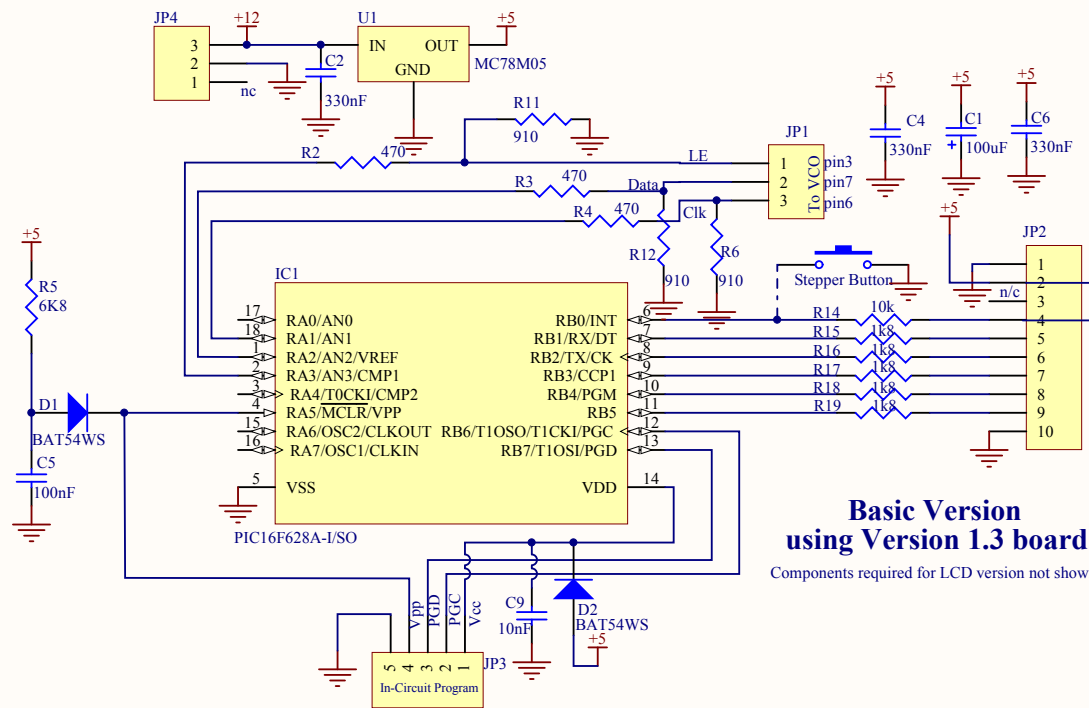 JP4
+12
U1
+5
3
2
1
nc
IN
OUT
GND
MC78M05
C2
330nF
R11
910
R2
470
LE
JP1
1
2
3
To VCO
pin3
pin7
pin6
R3
470
Data
R4
470
Clk
R12
910
R6
910
+5
C4
330nF
+5
C1
100uF
+5
C6
330nF
+5
JP2
1
2
3
4
5
6
7
8
9
10
n/c
Stepper Button
+5
R5
6K8
D1
BAT54WS
C5
100nF
IC1
17
RA0/AN0
18
RA1/AN1
1
RA2/AN2/VREF
2
RA3/AN3/CMP1
3
RA4/T0CKI/CMP2
4
RA5/MCLR/VPP
15
RA6/OSC2/CLKOUT
16
RA7/OSC1/CLKIN
5
VSS
RB0/INT
6
RB1/RX/DT
7
RB2/TX/CK
8
RB3/CCP1
9
RB4/PGM
10
RB5
11
RB6/T1OSO/T1CKI/PGC
12
RB7/T1OSI/PGD
13
VDD
14
PIC16F628A-I/SO
R14
10k
R15
1k8
R16
1k8
R17
1k8
R18
1k8
R19
1k8
Basic Version
using Version 1.3 board
Components required for LCD version not show
C9
10nF
D2
BAT54WS
+5
Vpp
PGD
PGC
Vcc
5
4
3
2
1
JP3
In-Circuit Program